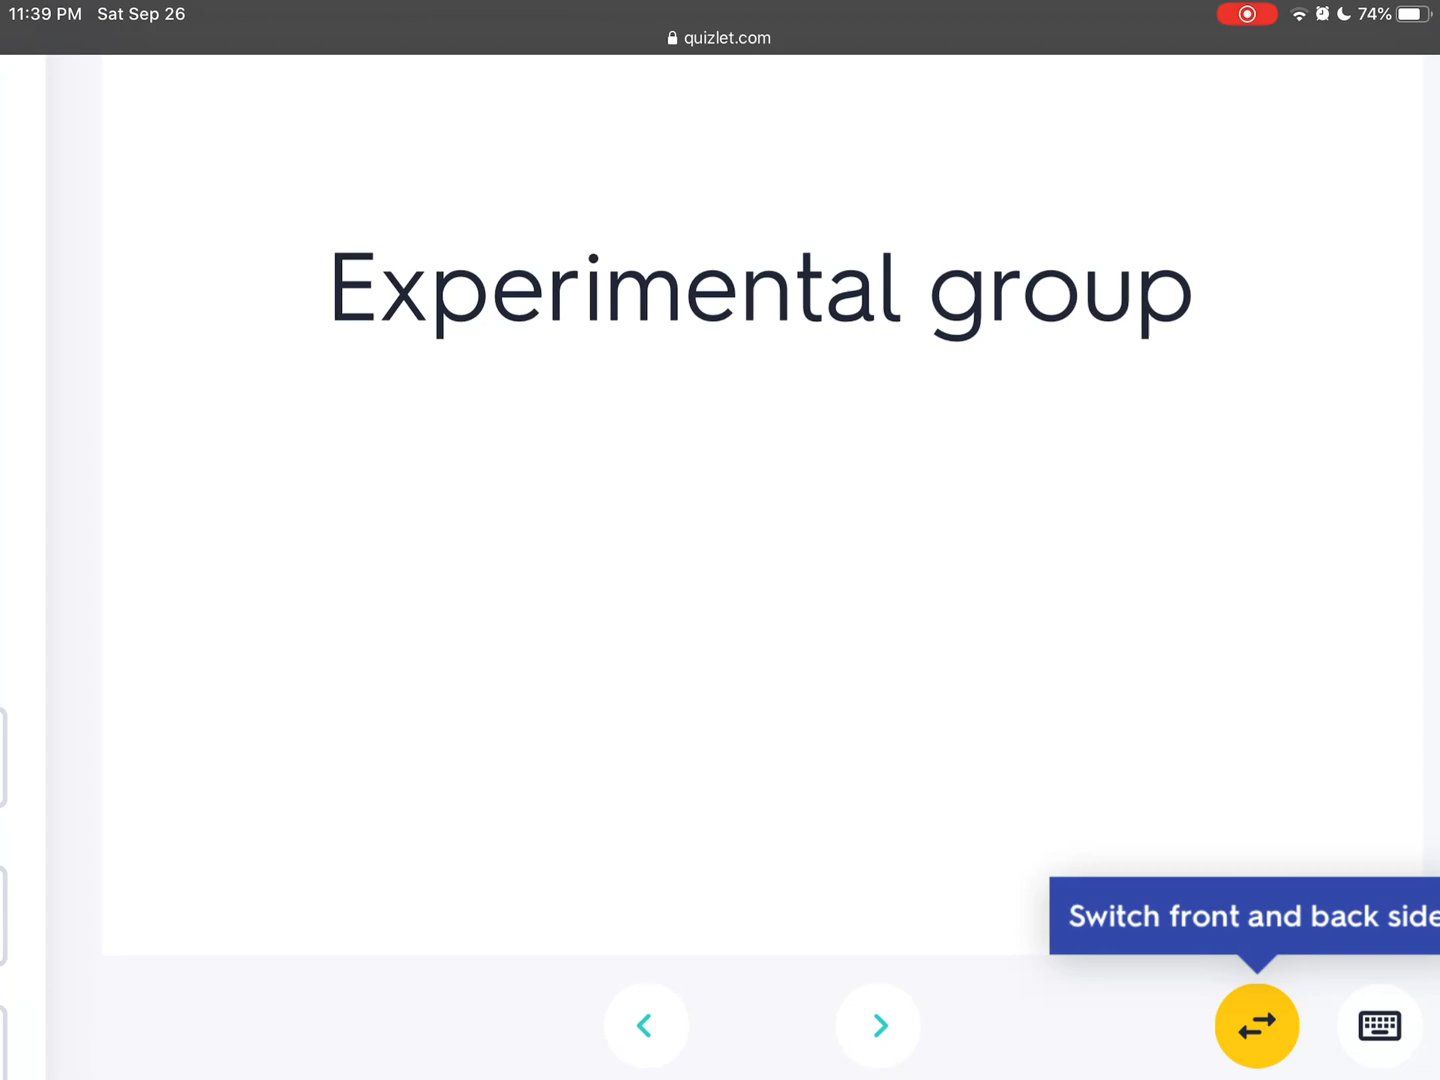 11:39 PM Sat Sep 26
74%
quizlet.com
Experimental group
Switch front and back side